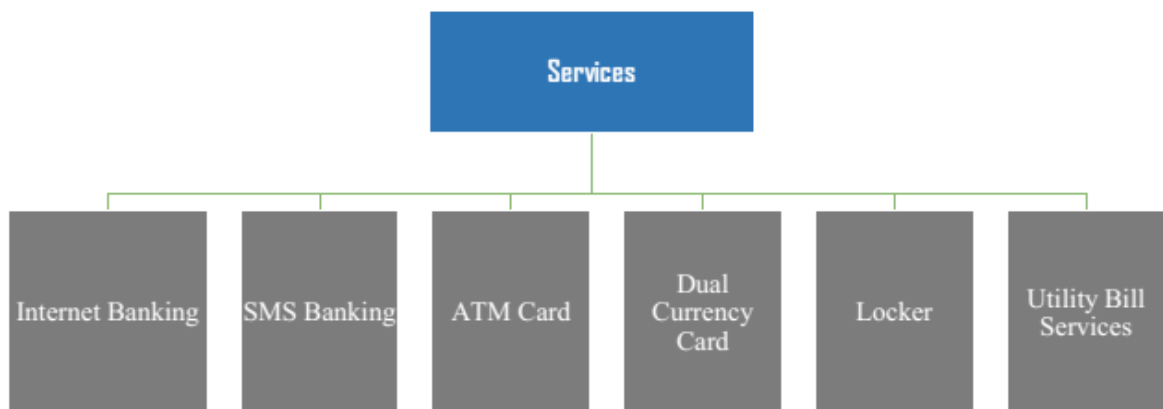 Services
Internet Banking
SMS Banking
ATM Card
Dual
Currency
Card
Locker
Utility Bill
Services